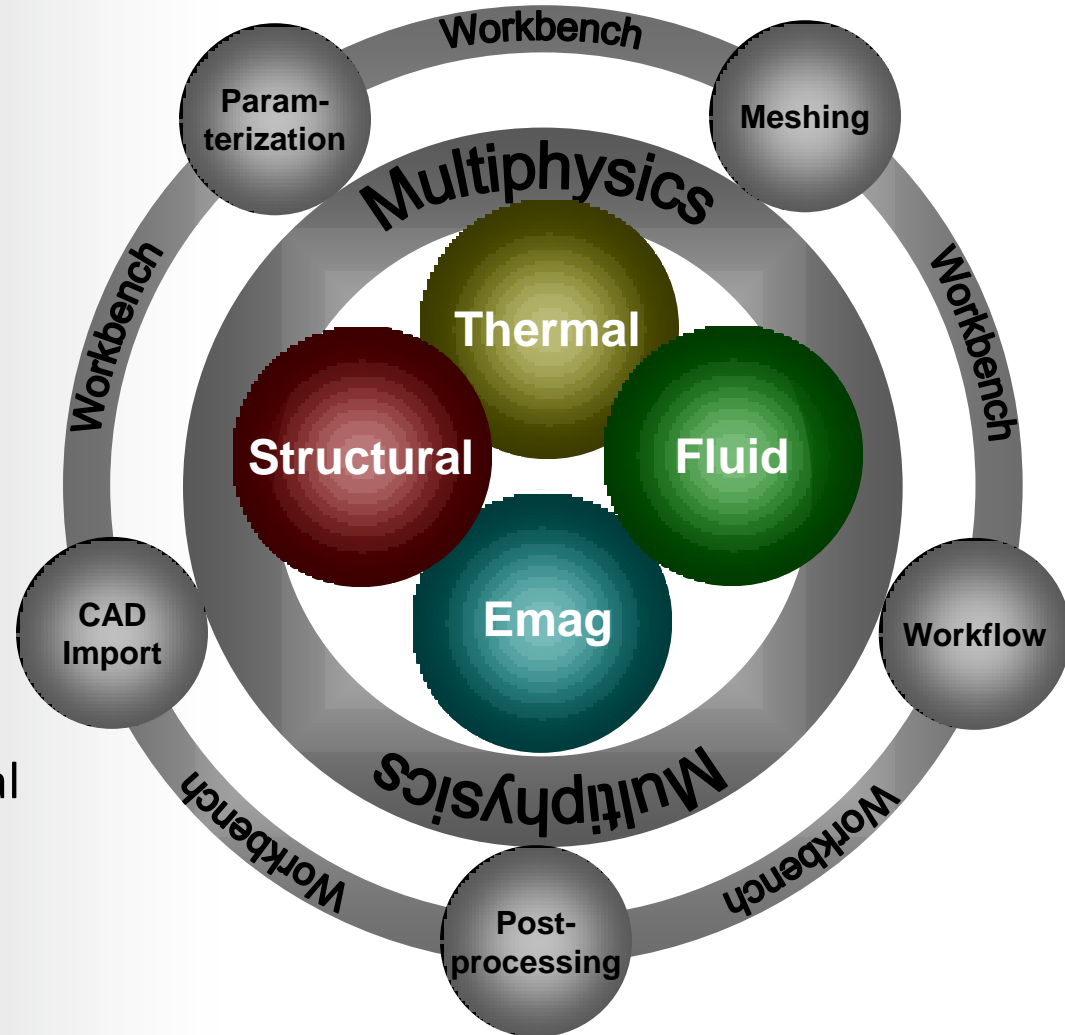 Workbench
Param-
terization
Meshing
Multiphysics
Workbench
Workbench
Thermal
Structural
Fluid
CAD
Import
Emag
Workflow
Multiphysics
al
Workbench
Workbench
Post-
processing